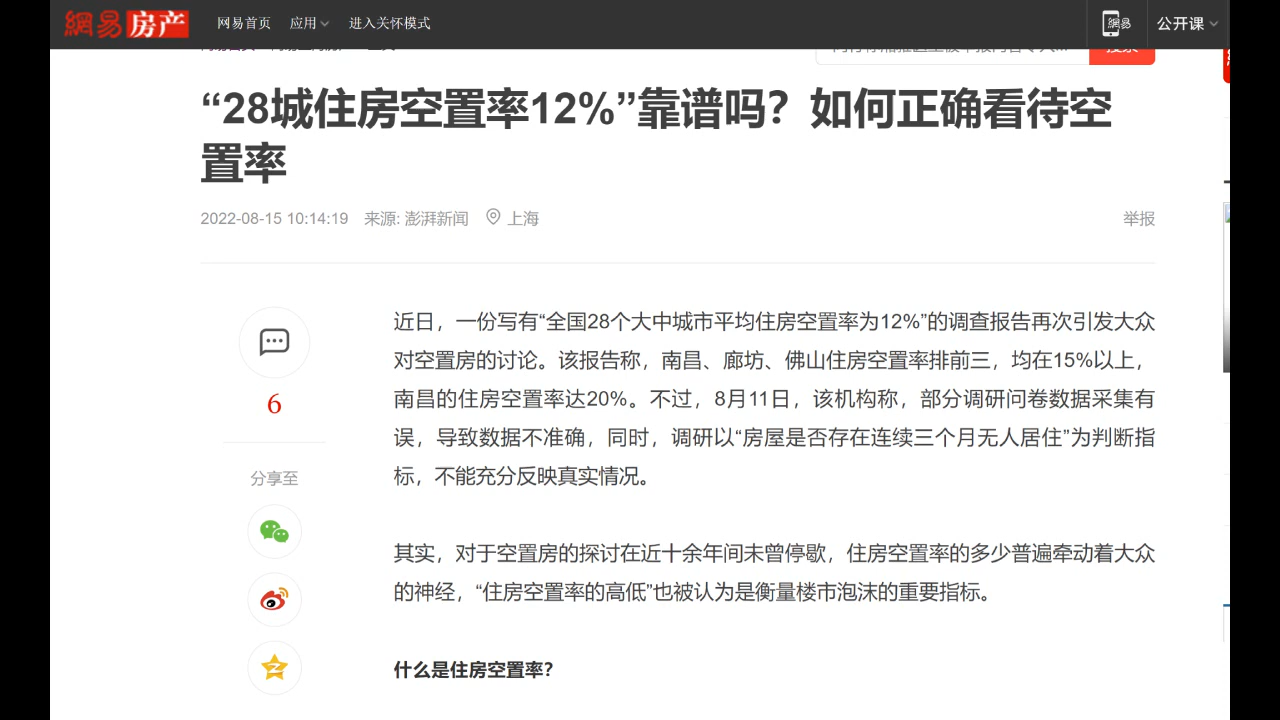 網易房产 网易首页 应用 进入关怀模式 網易 公开课
搜索
“28城住房空置率12%”靠谱吗？如何正确看待空
置率
2022-08-15 10:14:19 来源: 澎湃新闻 上海 举报
近日，一份写有“全国28个大中城市平均住房空置率为12%”的调查报告再次引发大众
对空置房的讨论。该报告称，南昌、廊坊、佛山住房空置率排前三，均在15%以上，
南昌的住房空置率达20%。不过，8月11日，该机构称，部分调研问卷数据采集有
误，导致数据不准确，同时，调研以“房屋是否存在连续三个月无人居住”为判断指
标，不能充分反映真实情况。
6
分享至
其实，对于空置房的探讨在近十余年间未曾停歇，住房空置率的多少普遍牵动着大众
的神经，“住房空置率的高低”也被认为是衡量楼市泡沫的重要指标。
什么是住房空置率？